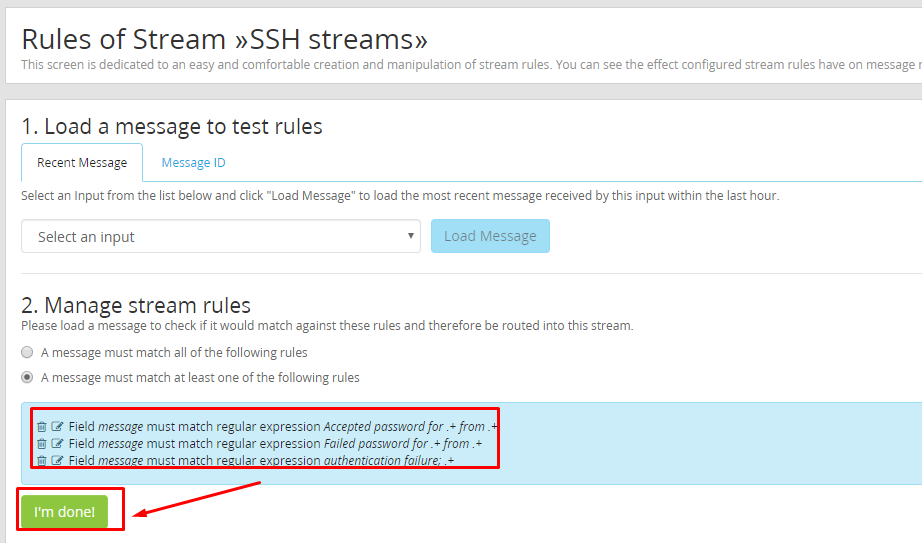 Rules of Stream »SSH streams»
This screen is dedicated to an easy and comfortable creation and manipulation of stream rules. You can see the effect configured stream rules have on message
1. Load a message to test rules
Recent Message Message ID
Select an Input from the list below and click "Load Message" to load the most recent message received by this input within the last hour.
Select an input Load Message
2. Manage stream rules
Please load a message to check if it would match against these rules and therefore be routed into this stream.
A message must match all of the following rules
A message must match at least one of the following rules
Field message must match regular expression Accepted password for .+ from .+
Field message must match regular expression Failed password for .+ from .+
Field message must match regular expression authentication failure; .+
I'm done!